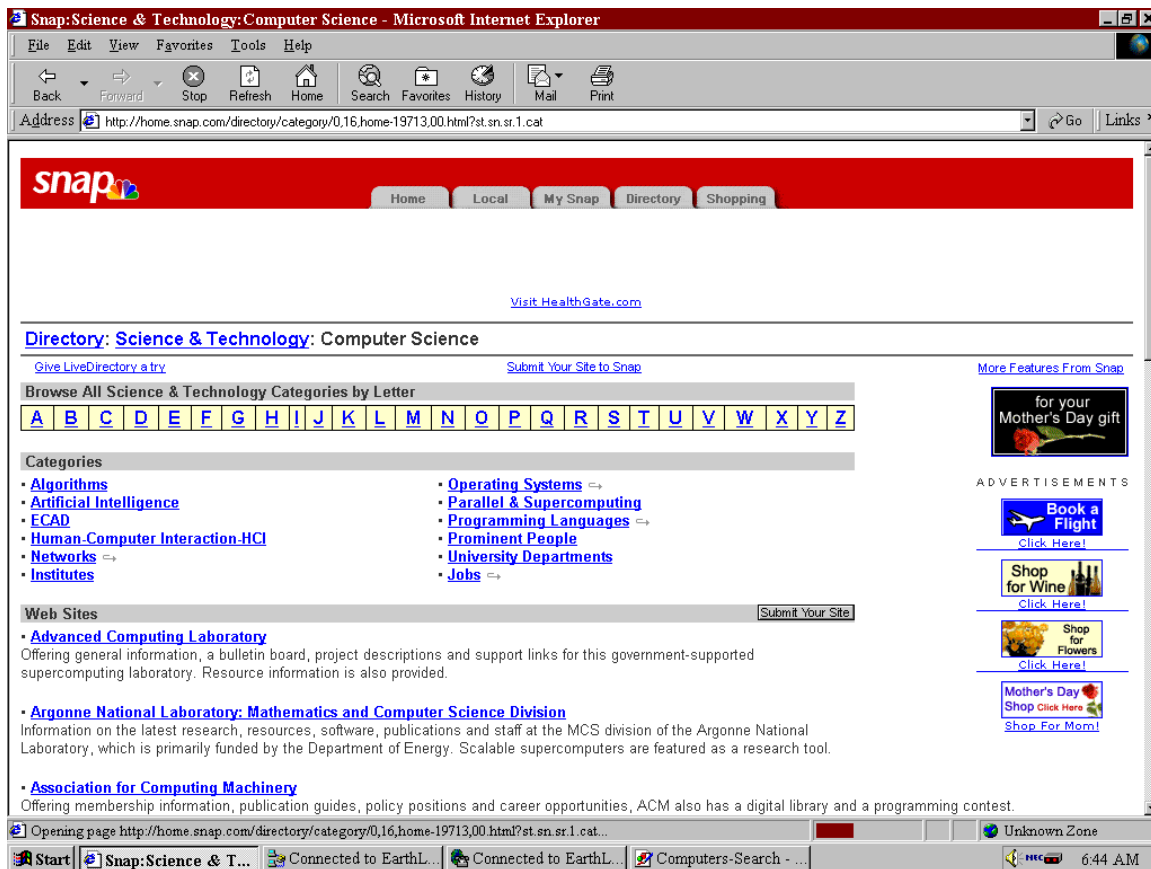 Snap:Science & Technology:Computer Science - Microsoft Internet Explorer
File Edit View Favorites Tools Help
Back Forward Stop Refresh Home Search Favorites History Mail Print
Address http://home.snap.com/directory/category/0,16,home-19713,00.html?st.sn.sr.1.cat Go Links
snap
Home Local My Snap Directory Shopping
Visit HealthGate.com
Directory: Science & Technology: Computer Science
Give LiveDirectory a try Submit Your Site to Snap More Features From Snap
Browse All Science & Technology Categories by Letter
A B C D E F G H I J K L M N O P Q R S T U V W X Y Z
Categories
Algorithms
Artificial Intelligence
ECAD
Human-Computer Interaction-HCI
Networks
Institutes
Operating Systems
Parallel & Supercomputing
Programming Languages
Prominent People
University Departments
Jobs
Web Sites Submit Your Site
Advanced Computing Laboratory
Offering general information, a bulletin board, project descriptions and support links for this government-supported
supercomputing laboratory. Resource information is also provided.
Argonne National Laboratory: Mathematics and Computer Science Division
Information on the latest research, resources, software, publications and staff at the MCS division of the Argonne National
Laboratory, which is primarily funded by the Department of Energy. Scalable supercomputers are featured as a research tool.
Association for Computing Machinery
Offering membership information, publication guides, policy positions and career opportunities, ACM also has a digital library and a programming contest.
for your
Mother's Day gift
ADVERTISEMENTS
Book a
Flight
Click Here!
Shop
for Wine
Click Here!
Shop
for
Flowers
Click Here!
Mother's Day
Shop Click Here
Shop For Mom!
Opening page http://home.snap.com/directory/category/0,16,home-19713,00.html?st.sn.sr.1.cat... Unknown Zone
Start Snap:Science & T... Connected to EarthL... Connected to EarthL... Computers-Search - ... NEC 6:44 AM